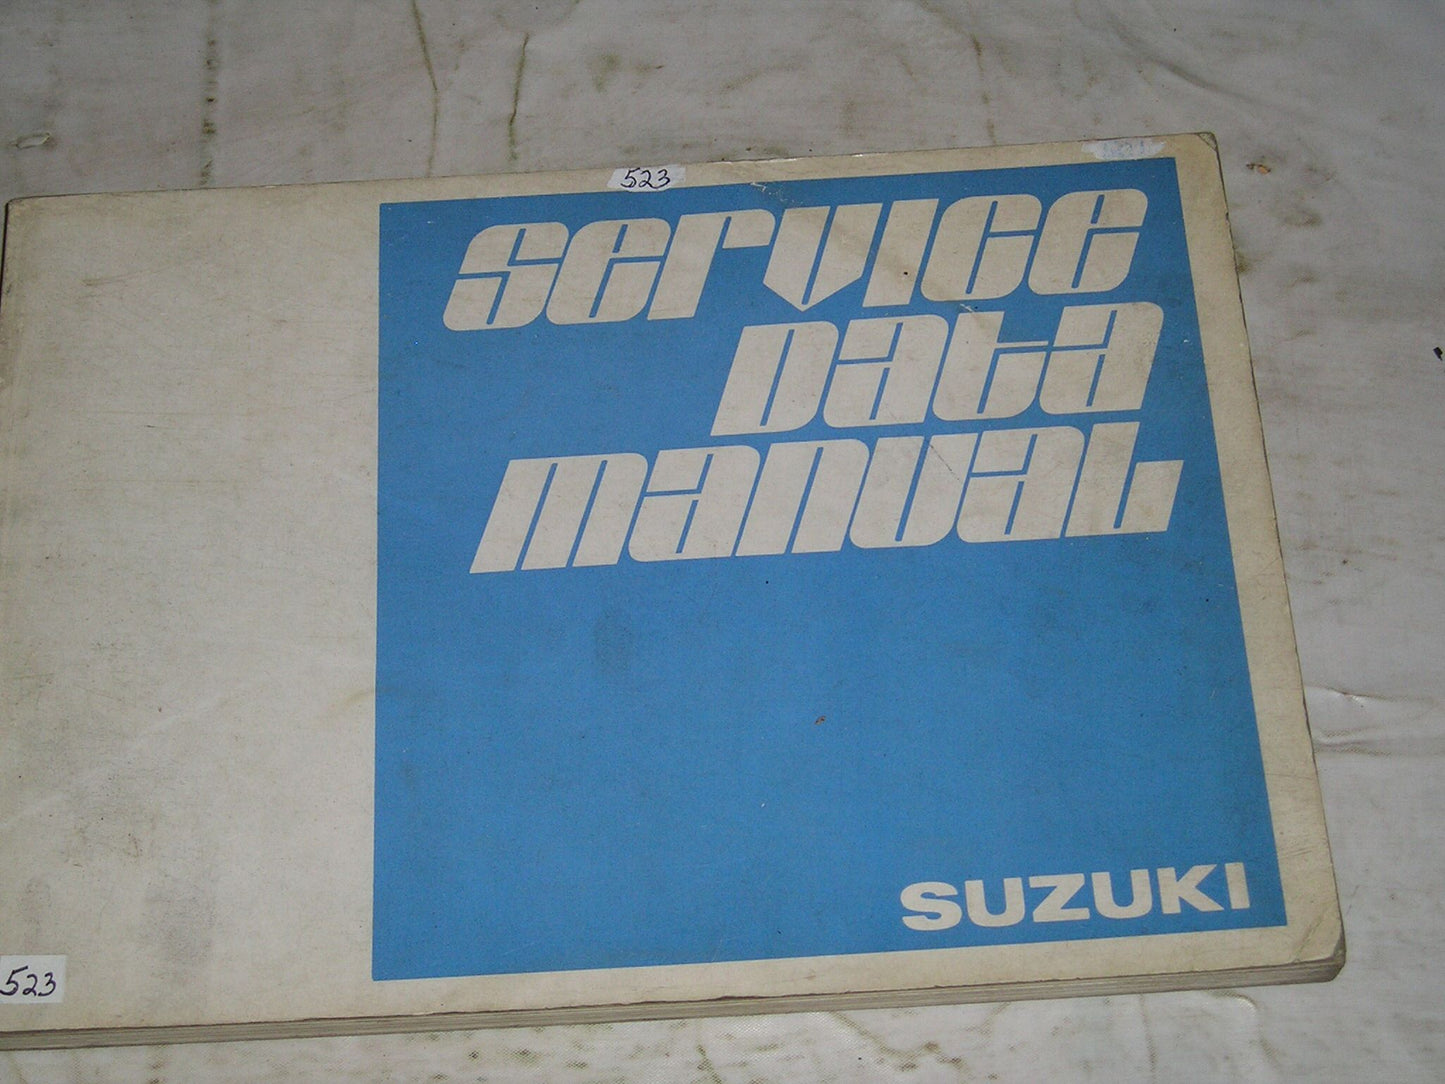 523
SERVICE
DATA
MANUAL
SUZUKI
523